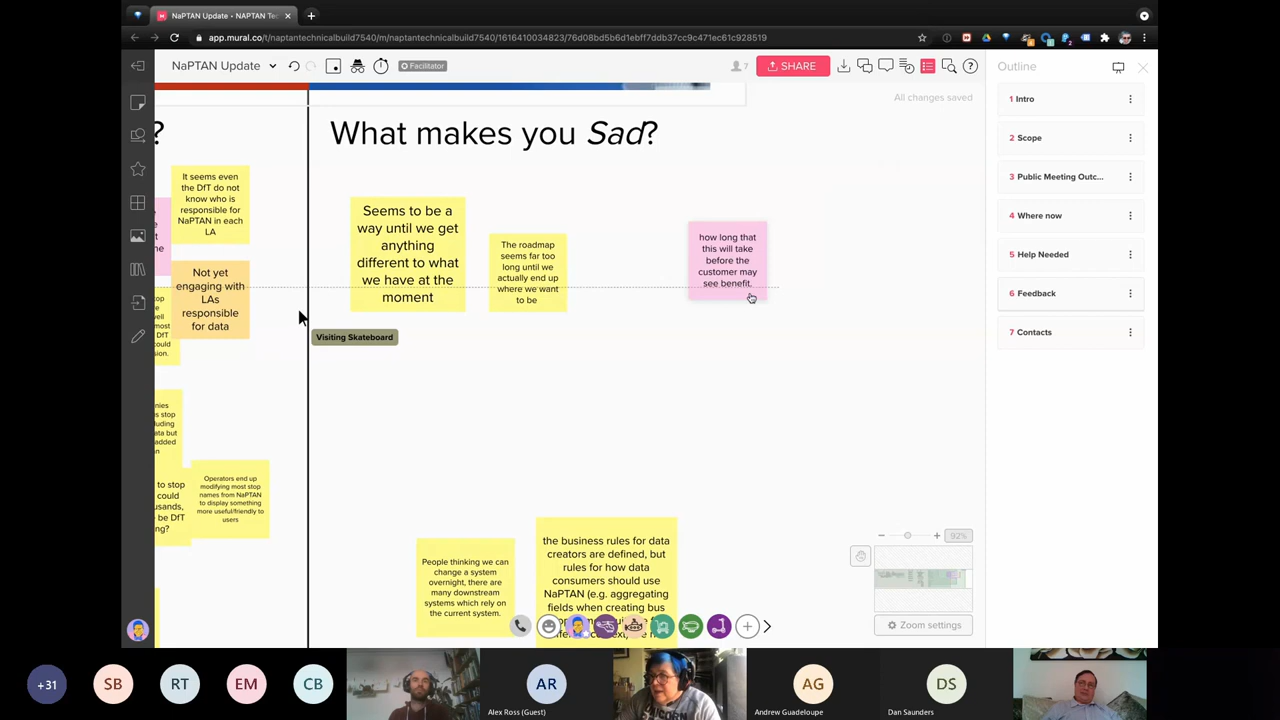 NaPTAN Update • NAPTAN Tec
app.mural.co/t/naptantechnicalbuild7540/m/naptantechnicalbuild7540/1616410034823/76d08bd5b6d1ebff7ddb37cc9c471ec61c928519
NaPTAN Update
Facilitator
7
SHARE
All changes saved
?
What makes you Sad?
It seems even
the DfT do not
know who is
responsible for
NaPTAN in each
LA
Not yet
engaging with
LAs
responsible
for data
Operators end up
modifying most stop
names from NaPTAN
to display something
more useful/friendly to
users
Seems to be a
way until we get
anything
different to what
we have at the
moment
The roadmap
seems far too
long until we
actually end up
where we want
to be
how long that
this will take
before the
customer may
see benefit.
Visiting Skateboard
People thinking we can
change a system
overnight, there are
many downstream
systems which rely on
the current system.
the business rules for data
creators are defined, but
rules for how data
consumers should use
NaPTAN (e.g. aggregating
fields when creating bus
Outline
1 Intro
2 Scope
3 Public Meeting Outc...
4 Where now
5 Help Needed
6 Feedback
7 Contacts
92%
Zoom settings
+31
SB
RT
EM
CB
AR
Alex Ross (Guest)
AG
Andrew Guadeloupe
DS
Dan Saunders